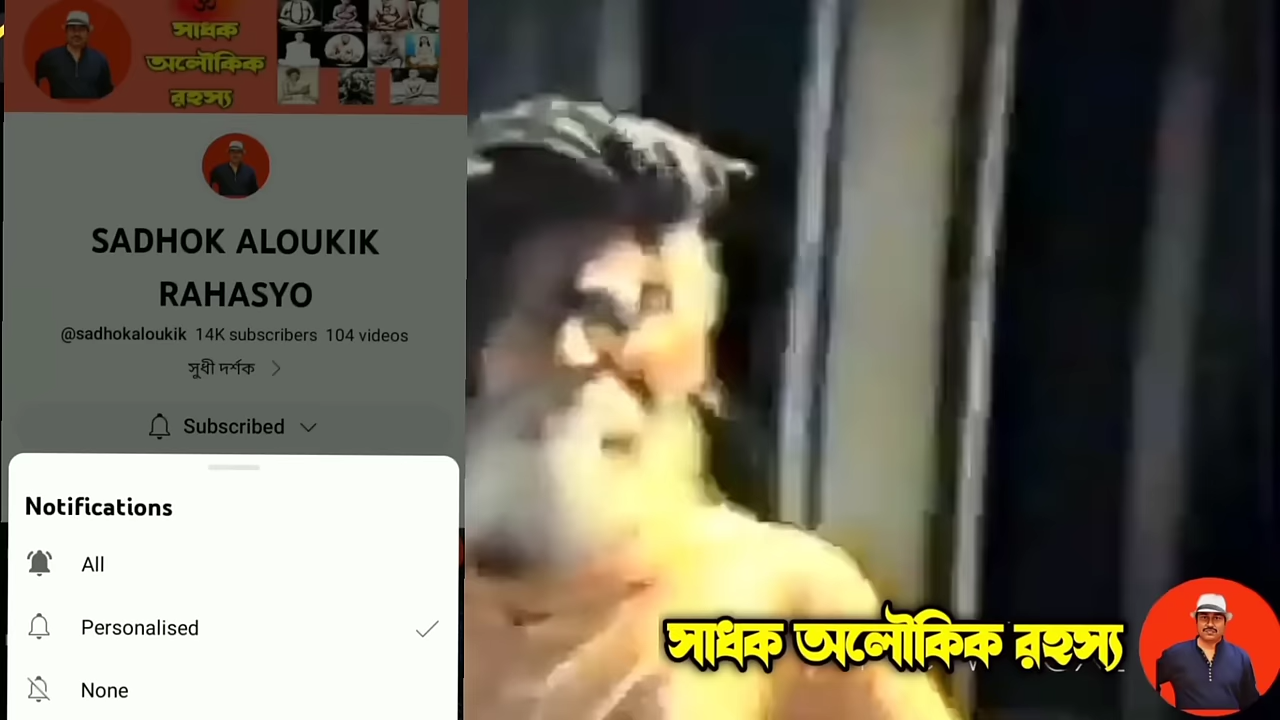 সাধক
অলৌকিক
রহস্য
SADHOK ALOUKIK
RAHASYO
@sadhokaloukik 14K subscribers 104 videos
সুধী দর্শক
Subscribed
Notifications
All
Personalised
None
সাধক অলৌকিক রহস্য